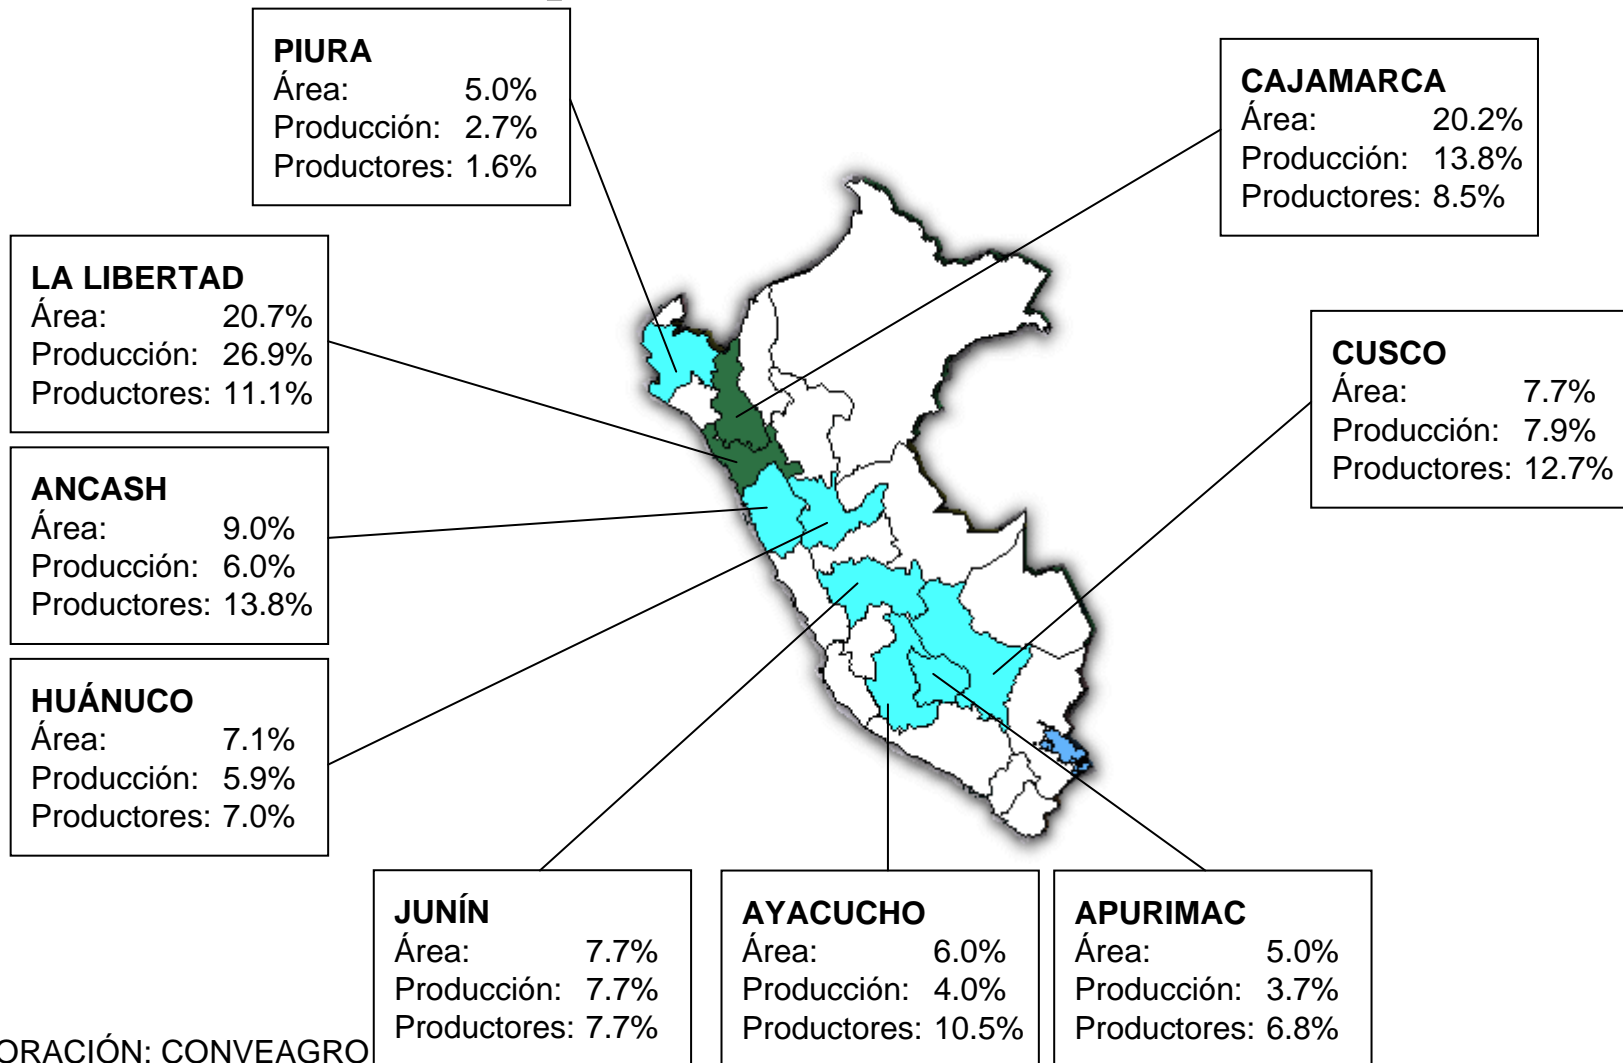 PIURA
Área: 5.0%
Producción: 2.7%
Productores: 1.6%
CAJAMARCA
Área: 20.2%
Producción: 13.8%
Productores: 8.5%
LA LIBERTAD
Área: 20.7%
Producción: 26.9%
Productores: 11.1%
CUSCO
Área: 7.7%
Producción: 7.9%
Productores: 12.7%
ANCASH
Área: 9.0%
Producción: 6.0%
Productores: 13.8%
HUÁNUCO
Área: 7.1%
Producción: 5.9%
Productores: 7.0%
JUNÍN
Área: 7.7%
Producción: 7.7%
Productores: 7.7%
AYACUCHO
Área: 6.0%
Producción: 4.0%
Productores: 10.5%
APURIMAC
Área: 5.0%
Producción: 3.7%
Productores: 6.8%
ORACIÓN: CONVEAGRO